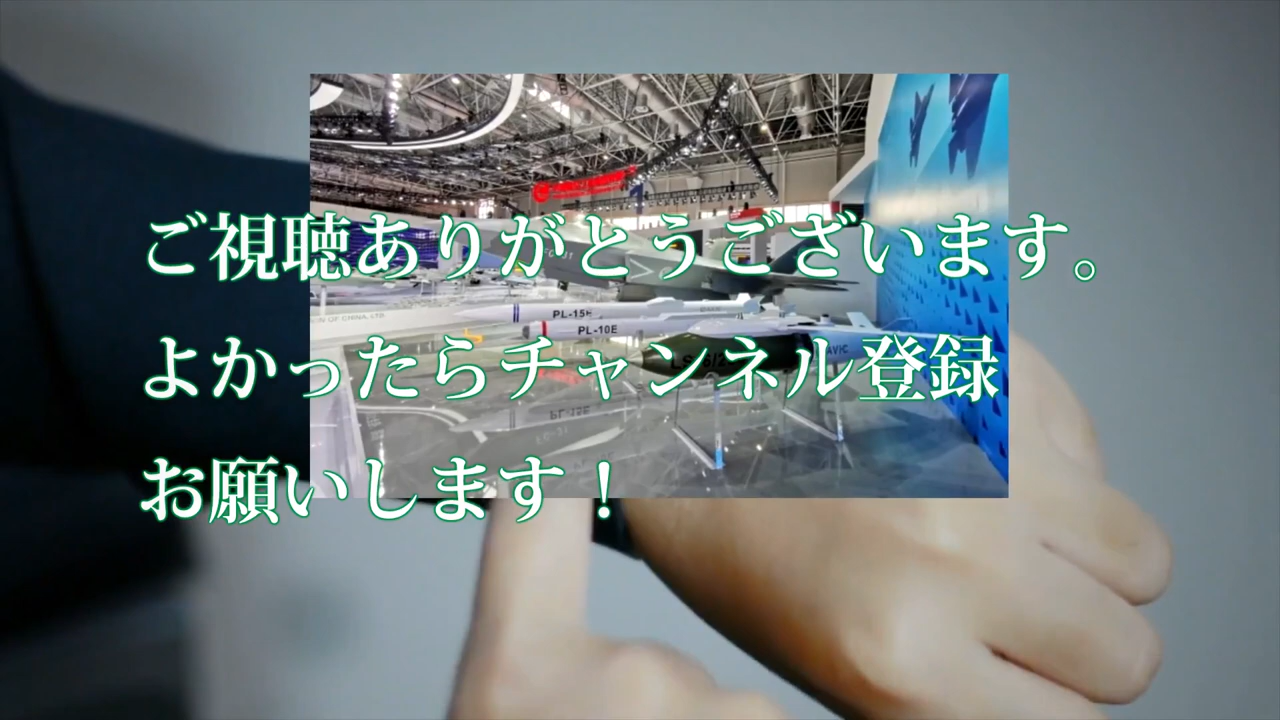 ご視聴ありがとうございます。
よかったらチャンネル登録
お願いします！
PL-15E
PL-10E
AVIC